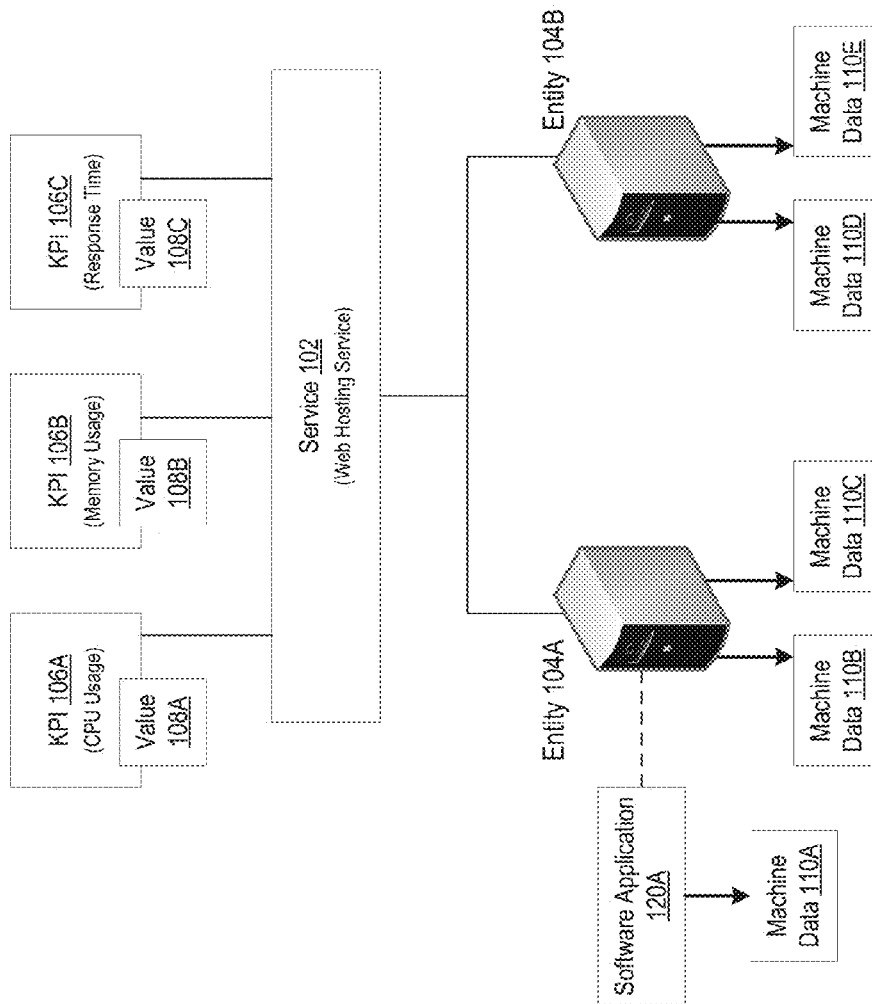 KPI 106A
(CPU Usage)
Value
108A
KPI 106B
(Memory Usage)
Value
108B
KPI 106C
(Response Time)
Value
108C
Service 102
(Web Hosting Service)
Entity 104A
Entity 104B
Software Application
120A
Machine
Data 110A
Machine
Data 110B
Machine
Data 110C
Machine
Data 110D
Machine
Data 110E